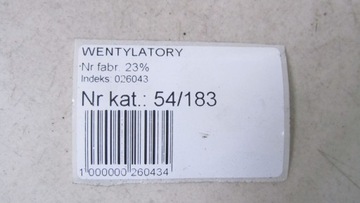 WENTYLATORY
Nr fabr. 23%
Indeks: 026043
Nr kat.: 54/183
1 000000 260434